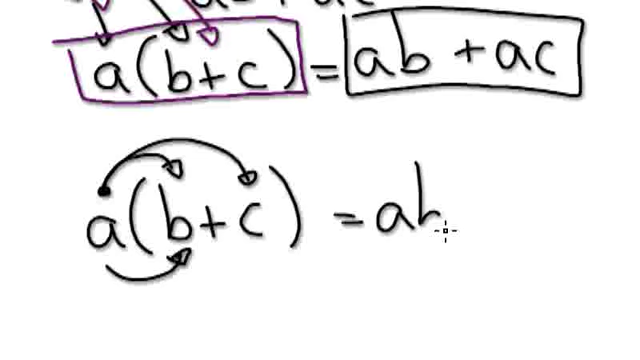 a(b+c) = ab + ac
a(b+c) = ab